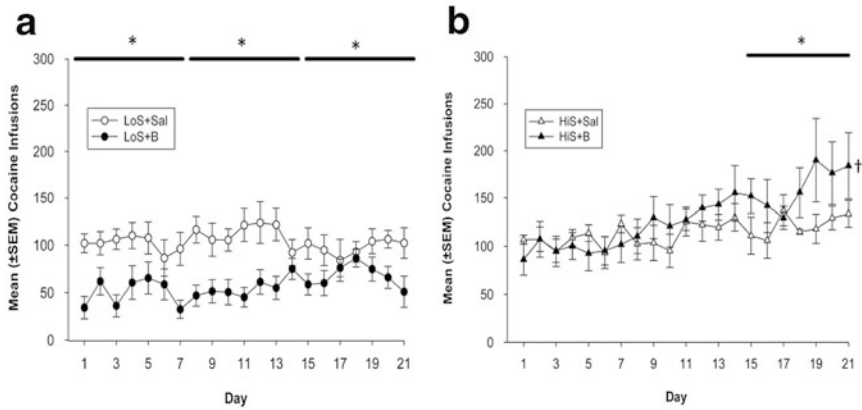 a
* * *
300
250
200
150
100
50
0
Mean (±SEM) Cocaine Infusions
LoS+Sal
LoS+B
1 3 5 7 9 11 13 15 17 19 21
Day
b
*
300
250
200
150
100
50
0
Mean (±SEM) Cocaine Infusions
HiS+Sal
HiS+B
†
1 3 5 7 9 11 13 15 17 19 21
Day